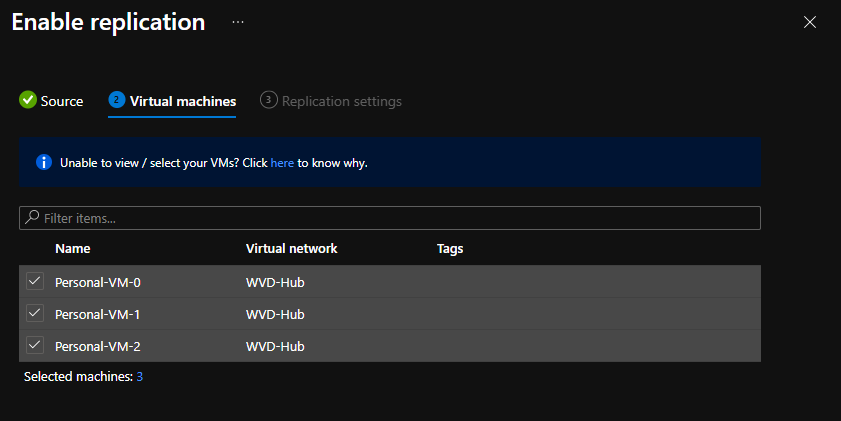 Enable replication ...
Source 2 Virtual machines 3 Replication settings
i Unable to view / select your VMs? Click here to know why.
Filter items...
Name Virtual network Tags
Personal-VM-0 WVD-Hub
Personal-VM-1 WVD-Hub
Personal-VM-2 WVD-Hub
Selected machines: 3